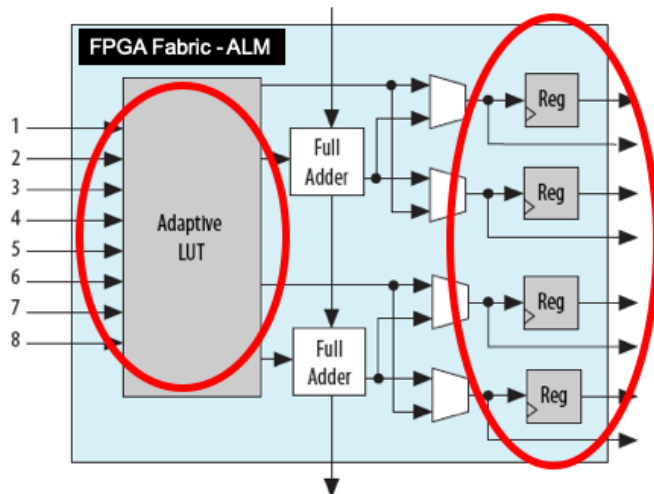 FPGA Fabric - ALM
1
2
3
4
5
6
7
8
Adaptive
LUT
Full
Adder
Full
Adder
Reg
Reg
Reg
Reg